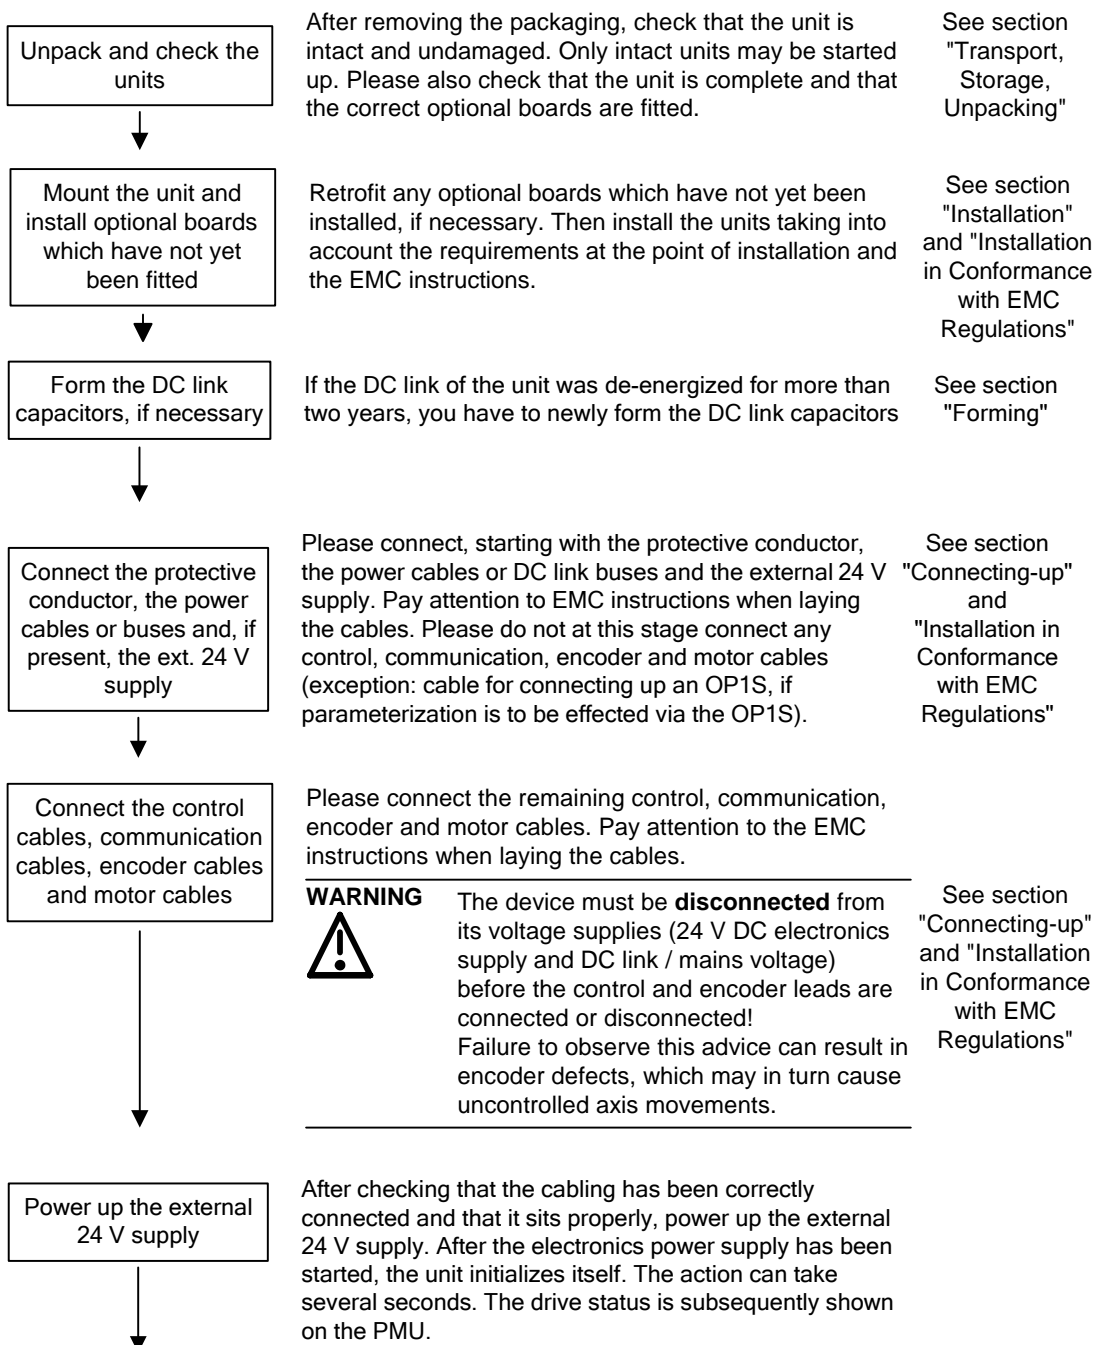 Unpack and check the
units
After removing the packaging, check that the unit is
intact and undamaged. Only intact units may be started
up. Please also check that the unit is complete and that
the correct optional boards are fitted.
See section
"Transport,
Storage,
Unpacking"
Mount the unit and
install optional boards
which have not yet
been fitted
Retrofit any optional boards which have not yet been
installed, if necessary. Then install the units taking into
account the requirements at the point of installation and
the EMC instructions.
See section
"Installation"
and "Installation
in Conformance
with EMC
Regulations"
Form the DC link
capacitors, if necessary
If the DC link of the unit was de-energized for more than
two years, you have to newly form the DC link capacitors
See section
"Forming"
Connect the protective
conductor, the power
cables or buses and, if
present, the ext. 24 V
supply
Please connect, starting with the protective conductor,
the power cables or DC link buses and the external 24 V
supply. Pay attention to EMC instructions when laying
the cables. Please do not at this stage connect any
control, communication, encoder and motor cables
(exception: cable for connecting up an OP1S, if
parameterization is to be effected via the OP1S).
See section
"Connecting-up"
and
"Installation in
Conformance
with EMC
Regulations"
Connect the control
cables, communication
cables, encoder cables
and motor cables
Please connect the remaining control, communication,
encoder and motor cables. Pay attention to the EMC
instructions when laying the cables.
WARNING
The device must be disconnected from
its voltage supplies (24 V DC electronics
supply and DC link / mains voltage)
before the control and encoder leads are
connected or disconnected!
Failure to observe this advice can result in
encoder defects, which may in turn cause
uncontrolled axis movements.
See section
"Connecting-up"
and "Installation
in Conformance
with EMC
Regulations"
Power up the external
24 V supply
After checking that the cabling has been correctly
connected and that it sits properly, power up the external
24 V supply. After the electronics power supply has been
started, the unit initializes itself. The action can take
several seconds. The drive status is subsequently shown
on the PMU.